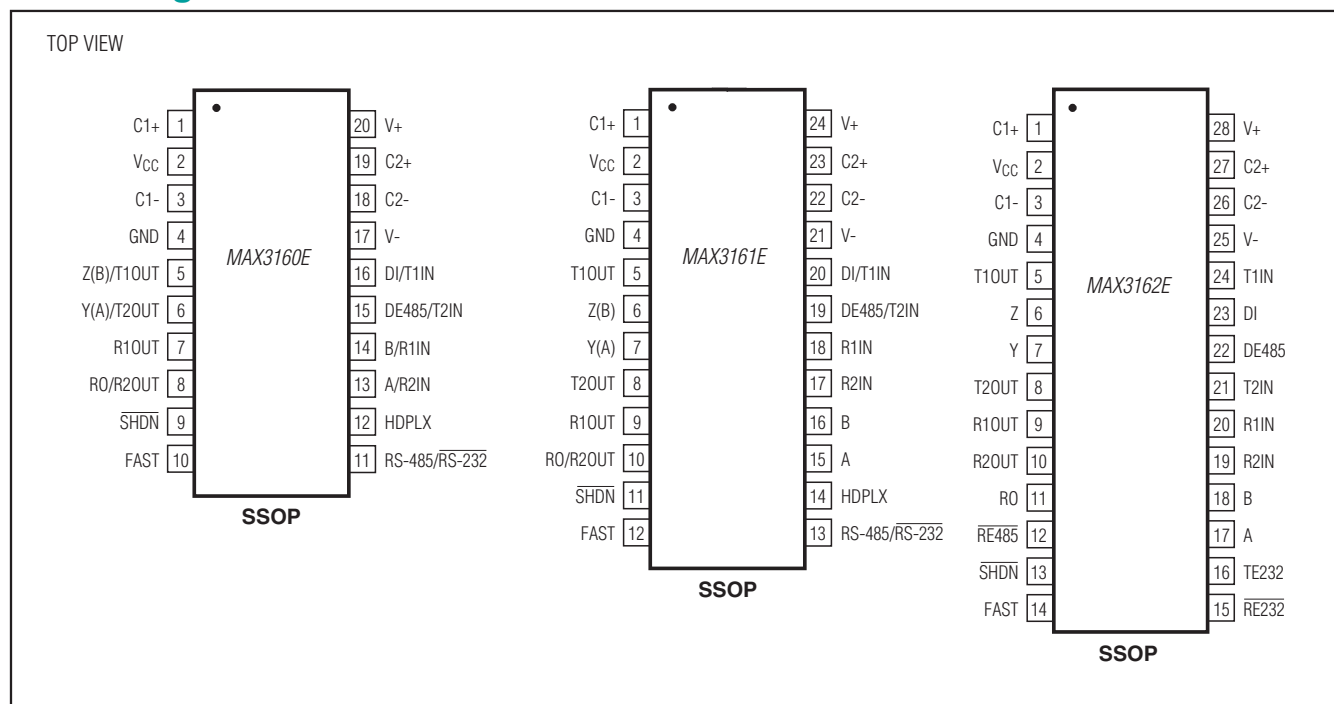 TOP VIEW
C1+ 1
VCC 2
C1- 3
GND 4
Z(B)/T1OUT 5
Y(A)/T2OUT 6
R1OUT 7
RO/R2OUT 8
SHDN 9
FAST 10
MAX3160E
20 V+
19 C2+
18 C2-
17 V-
16 DI/T1IN
15 DE485/T2IN
14 B/R1IN
13 A/R2IN
12 HDPLX
11 RS-485/RS-232
SSOP
C1+ 1
VCC 2
C1- 3
GND 4
T1OUT 5
Z(B) 6
Y(A) 7
T2OUT 8
R1OUT 9
RO/R2OUT 10
SHDN 11
FAST 12
MAX3161E
24 V+
23 C2+
22 C2-
21 V-
20 DI/T1IN
19 DE485/T2IN
18 R1IN
17 R2IN
16 B
15 A
14 HDPLX
13 RS-485/RS-232
SSOP
C1+ 1
VCC 2
C1- 3
GND 4
T1OUT 5
Z 6
Y 7
T2OUT 8
R1OUT 9
R2OUT 10
RO 11
RE485 12
SHDN 13
FAST 14
MAX3162E
28 V+
27 C2+
26 C2-
25 V-
24 T1IN
23 DI
22 DE485
21 T2IN
20 R1IN
19 R2IN
18 B
17 A
16 TE232
15 RE232
SSOP